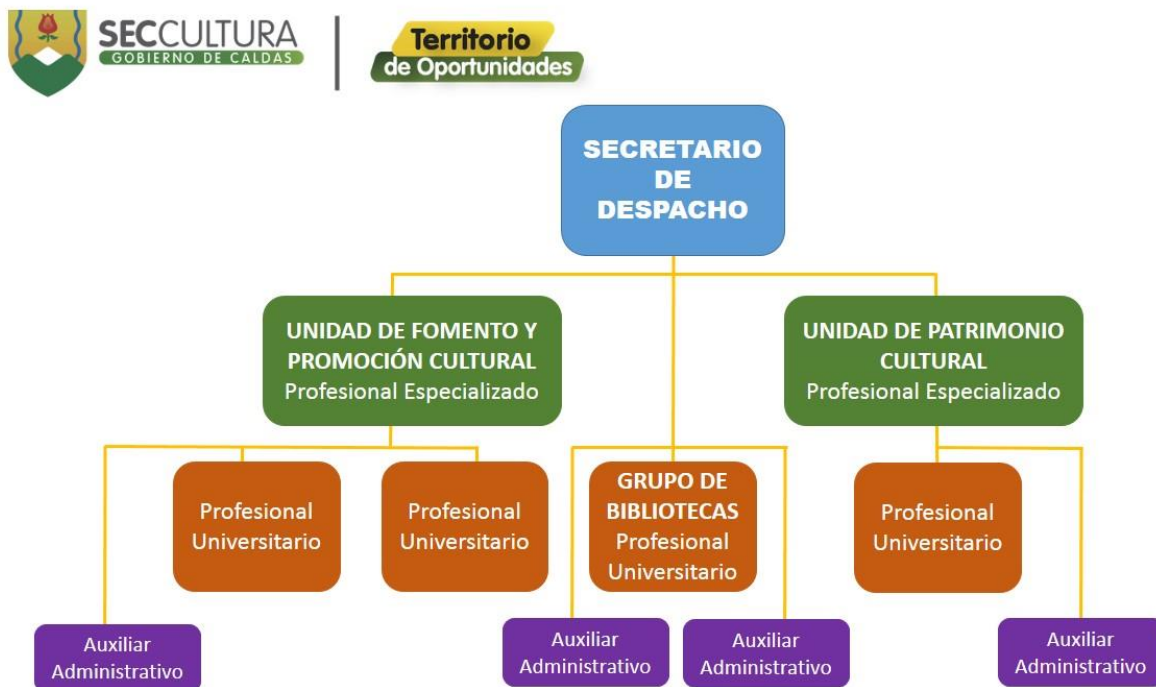 SECCULTURA
GOBIERNO DE CALDAS
Territorio
de Oportunidades
SECRETARIO
DE
DESPACHO
UNIDAD DE FOMENTO Y
PROMOCIÓN CULTURAL
Profesional Especializado
UNIDAD DE PATRIMONIO
CULTURAL
Profesional Especializado
Profesional
Universitario
Profesional
Universitario
GRUPO DE
BIBLIOTECAS
Profesional
Universitario
Profesional
Universitario
Auxiliar
Administrativo
Auxiliar
Administrativo
Auxiliar
Administrativo
Auxiliar
Administrativo